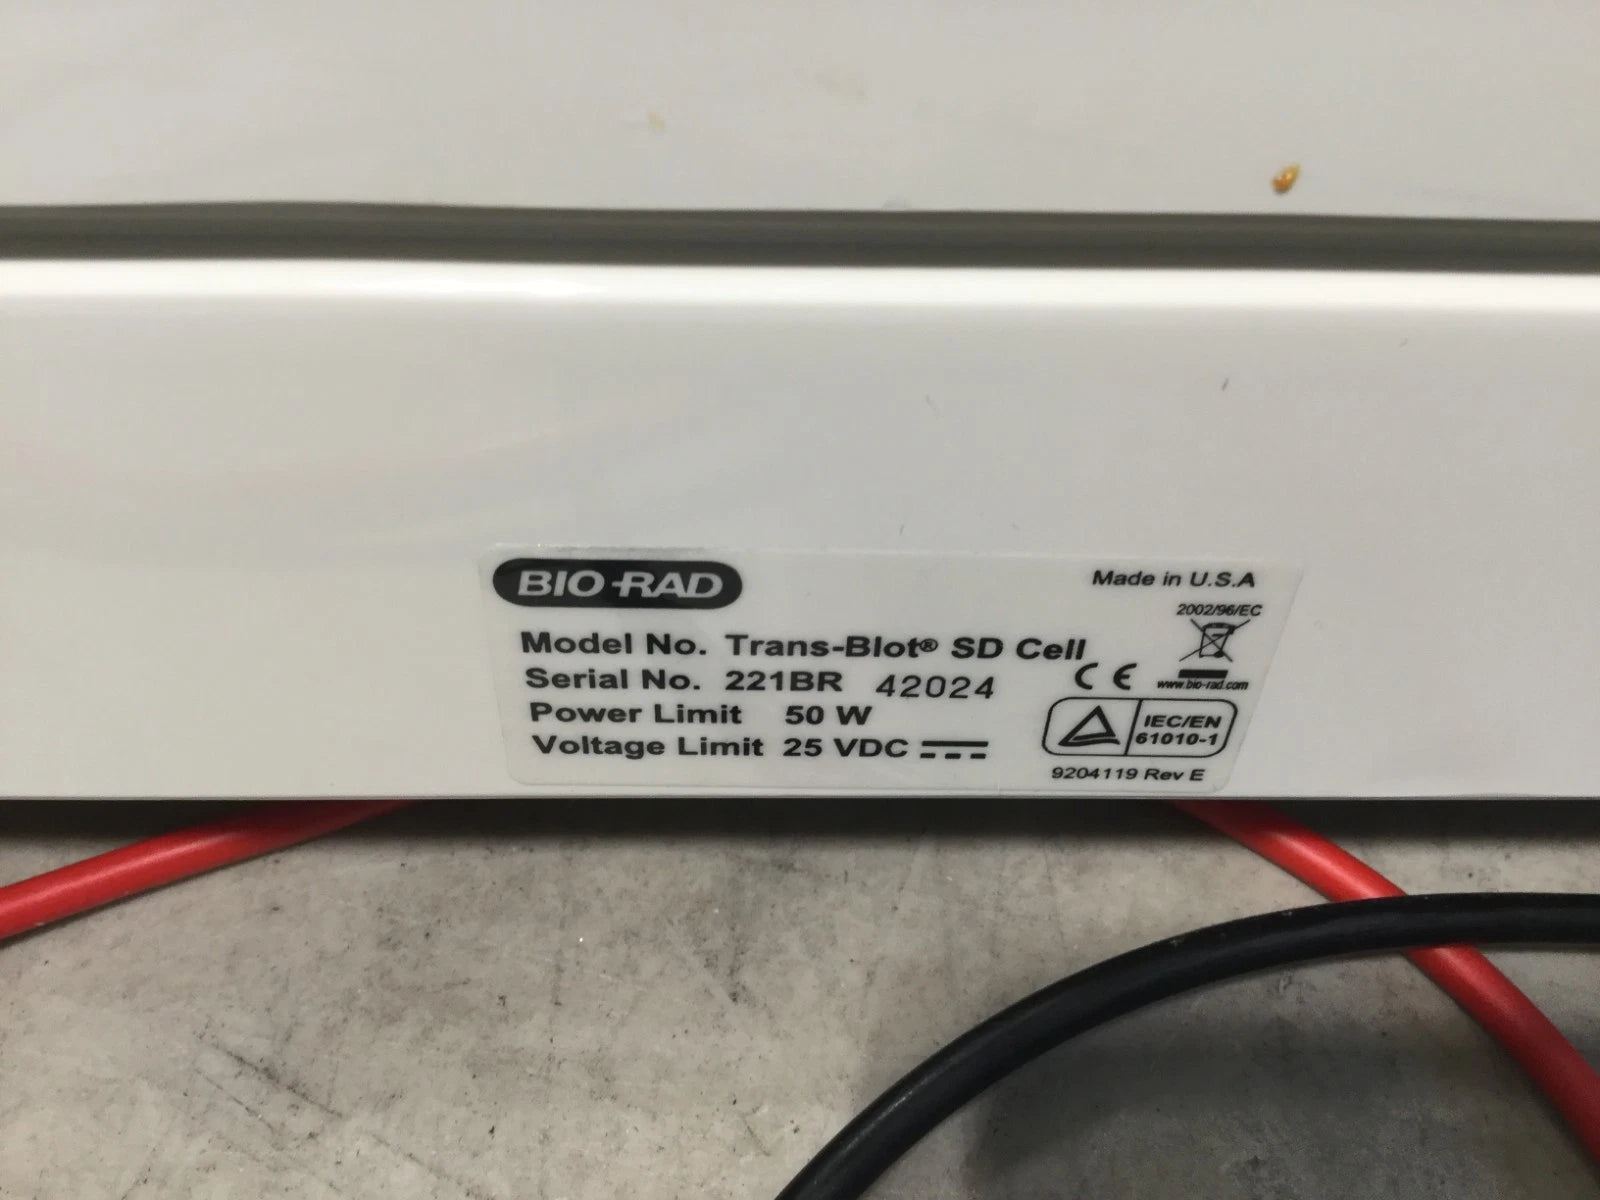 BIO-RAD
Made in U.S.A
2002/96/EC
Model No. Trans-Blot® SD Cell
Serial No. 221BR 42024
CE
www.bio-rad.com
Power Limit 50 W
Voltage Limit 25 VDC
IEC/EN
61010-1
9204119 Rev E